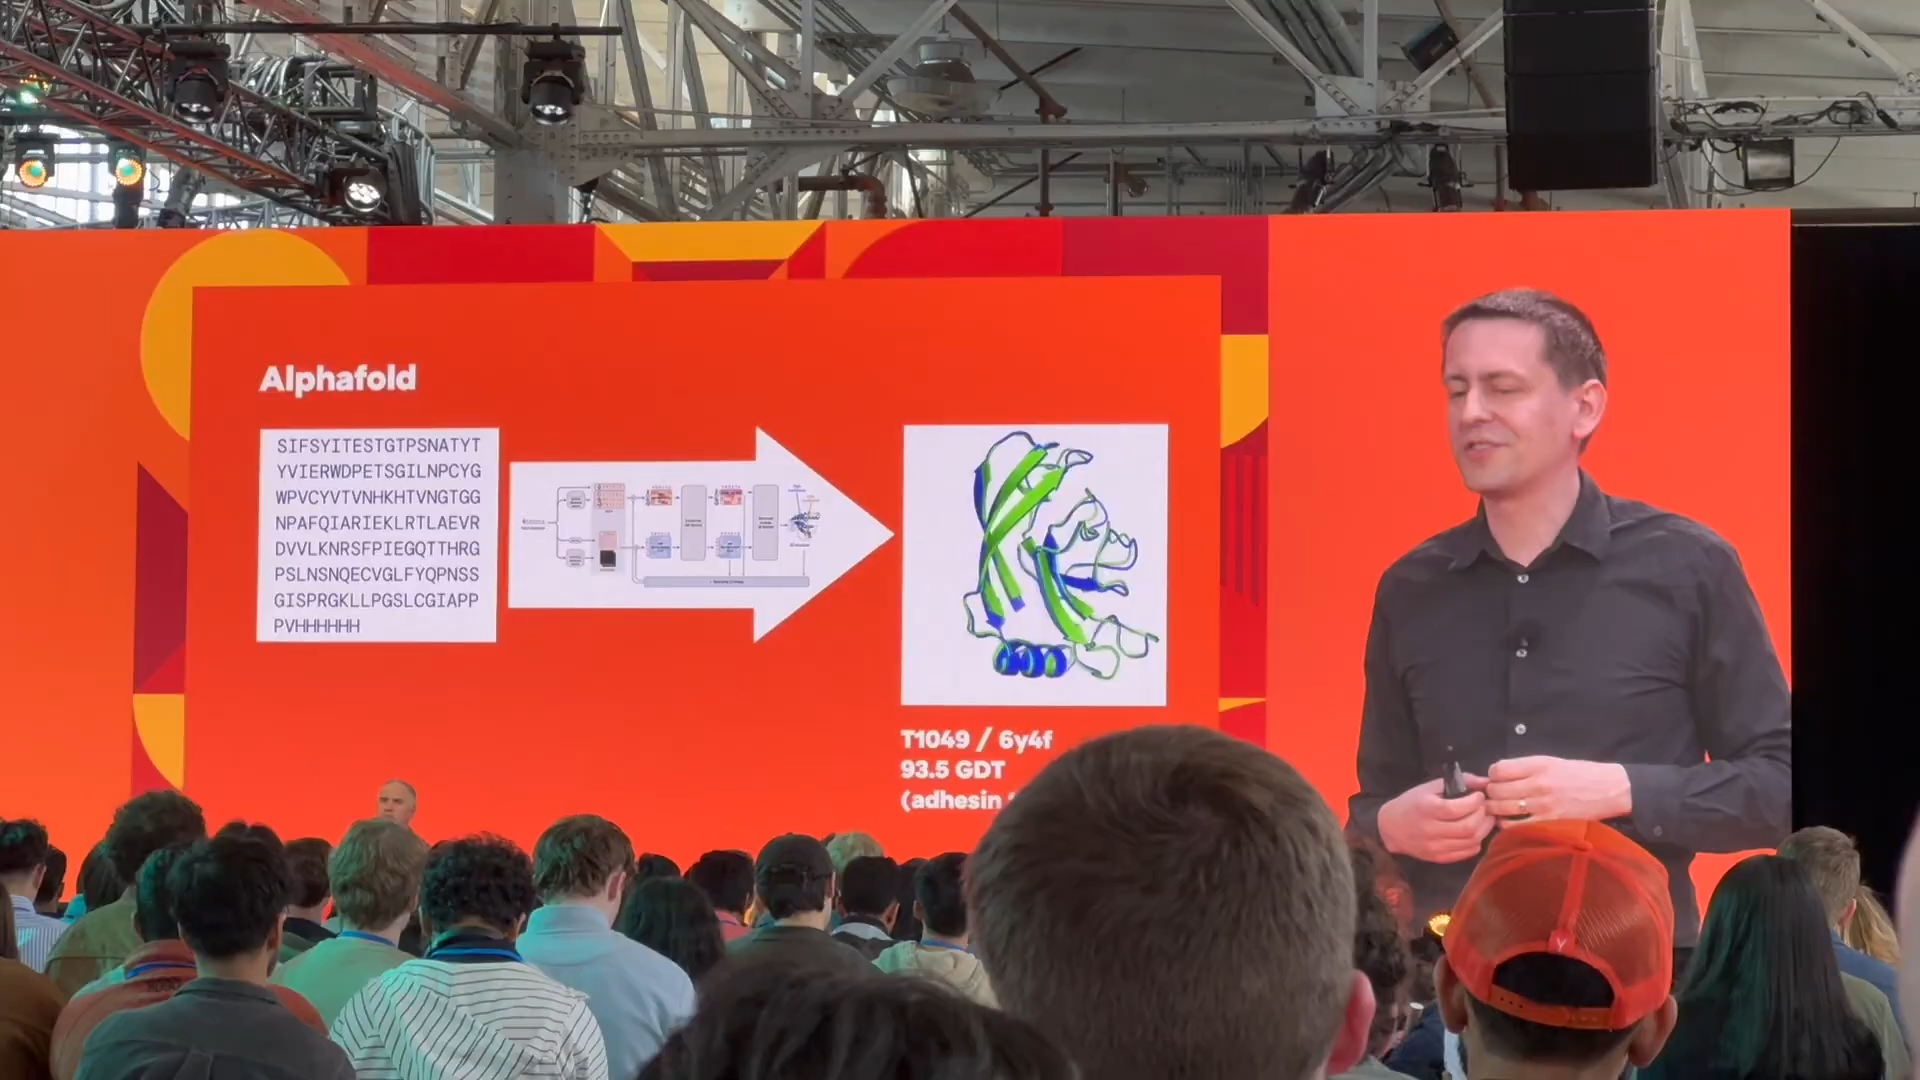 Alphafold
SIFSYITESTGTPSNATYT
YVIERWDPETSGILNPCYG
WPVCYVTVNHKHTVNGTGG
NPAFQIARIEKLRTLAEVR
DVVLKNRSFPIEGQTTHRG
PSLNSNQECVGLFYQPNSS
GISPRGKLLPGSLCGIAPP
PVHHHHHH
T1049 / 6y4f
93.5 GDT
(adhesin